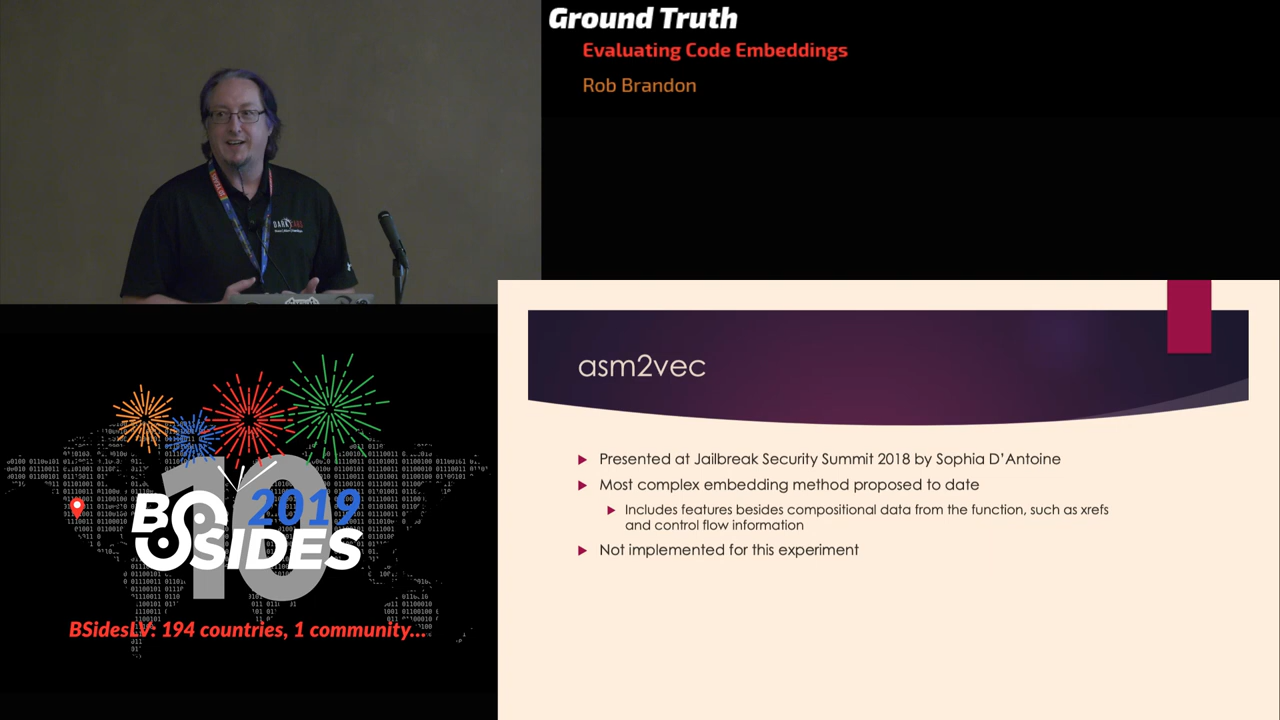 Ground Truth
Evaluating Code Embeddings
Rob Brandon
asm2vec
Presented at Jailbreak Security Summit 2018 by Sophia D'Antoine
Most complex embedding method proposed to date
Includes features besides compositional data from the function, such as xrefs
and control flow information
Not implemented for this experiment
10
2019
BSIDES
BSidesLV: 194 countries, 1 community...